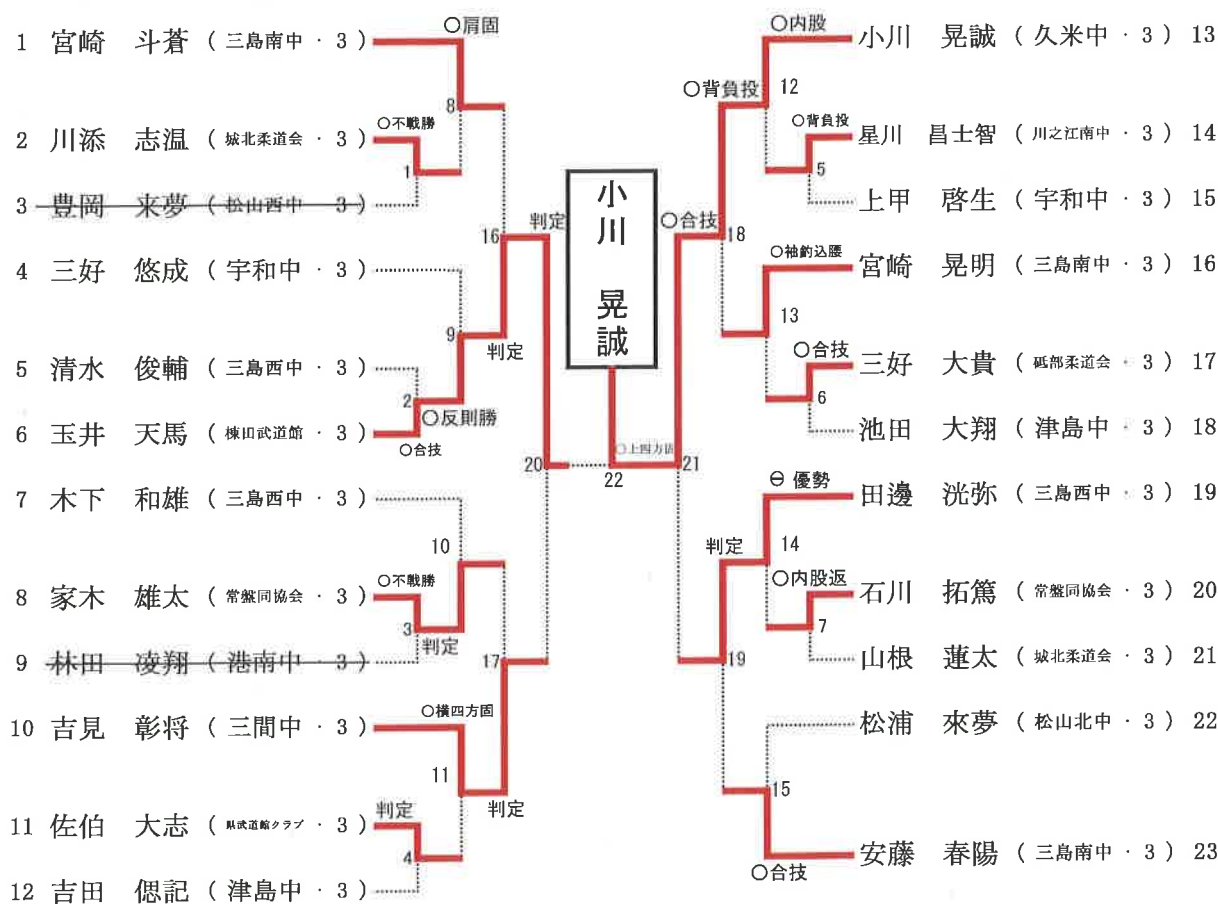 ○肩固
1 宮崎 斗蒼 ( 三島南中 · 3 )
8
○不戦勝
2 川添 志温 ( 城北柔道会 · 3 )
1
3 豊岡 来夢 ( 松山西中 3 )
16
判定
4 三好 悠成 ( 宇和中 · 3 )
9
判定
5 清水 俊輔 ( 三島西中 · 3 )
2
○反則勝
6 玉井 天馬 ( 棟田武道館 · 3 )
○合技
20
7 木下 和雄 ( 三島西中 · 3 )
10
○不戦勝
8 家木 雄太 ( 常盤同協会 · 3 )
3
判定
9 林田 凌翔 ( 港南中 3 )
17
○横四方固
10 吉見 彰将 ( 三間中 · 3 )
11
判定
判定
11 佐伯 大志 ( 県武道館クラブ · 3 )
4
12 吉田 偲記 ( 津島中 · 3 )
小川 晃誠
○上四方固
22
○内股
小川 晃誠 ( 久米中 · 3 ) 13
12
○背負投
○背負投
星川 昌士智 ( 川之江南中 · 3 ) 14
5
上甲 啓生 ( 宇和中 · 3 ) 15
○合技
18
○袖釣込腰
宮崎 晃明 ( 三島南中 · 3 ) 16
13
○合技
三好 大貴 ( 砥部柔道会 · 3 ) 17
6
池田 大翔 ( 津島中 · 3 ) 18
21
⊖ 優勢
田邊 洸弥 ( 三島西中 · 3 ) 19
14
判定
○内股返
石川 拓篤 ( 常盤同協会 · 3 ) 20
7
山根 蓮太 ( 城北柔道会 · 3 ) 21
19
松浦 來夢 ( 松山北中 · 3 ) 22
15
安藤 春陽 ( 三島南中 · 3 ) 23
○合技